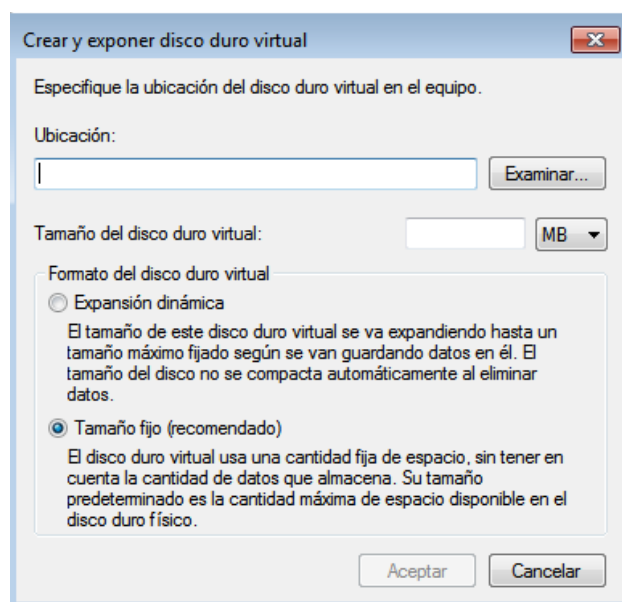 Crear y exponer disco duro virtual
Especifique la ubicación del disco duro virtual en el equipo.
Ubicación:
Examinar...
Tamaño del disco duro virtual:
MB
Formato del disco duro virtual
Expansión dinámica
El tamaño de este disco duro virtual se va expandiendo hasta un
tamaño máximo fijado según se van guardando datos en él. El
tamaño del disco no se compacta automáticamente al eliminar
datos.
Tamaño fijo (recomendado)
El disco duro virtual usa una cantidad fija de espacio, sin tener en
cuenta la cantidad de datos que almacena. Su tamaño
predeterminado es la cantidad máxima de espacio disponible en el
disco duro físico.
Aceptar
Cancelar